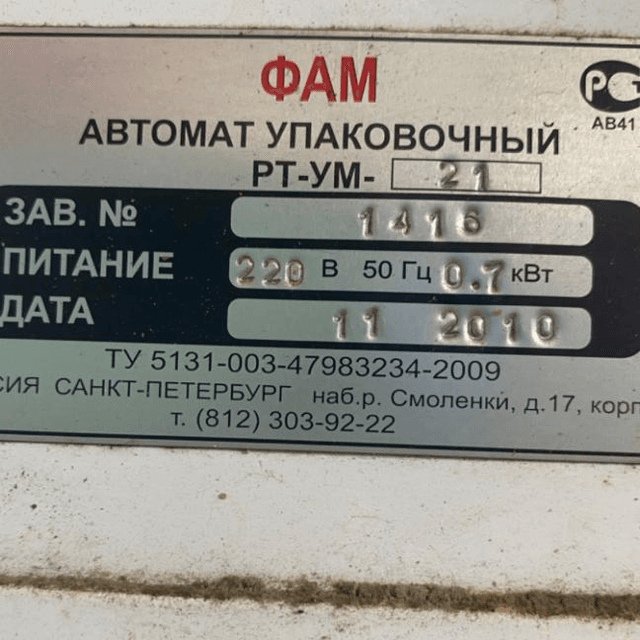 ФАМ
РСТ
АВ41
АВТОМАТ УПАКОВОЧНЫЙ
РТ-УМ- 21
ЗАВ. № 1416
ПИТАНИЕ 220 В 50 Гц 0.7 кВт
ДАТА 11 2010
ТУ 5131-003-47983234-2009
СИЯ САНКТ-ПЕТЕРБУРГ наб.р. Смоленки, д.17, корп
т. (812) 303-92-22